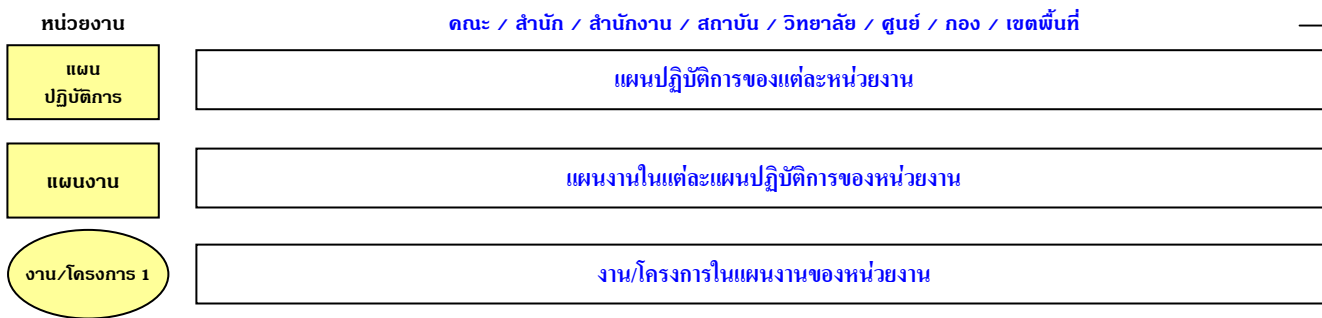 หน่วยงาน
คณะ / สำนัก / สำนักงาน / สถาบัน / วิทยาลัย / ศูนย์ / กอง / เขตพื้นที่
แผน
ปฏิบัติการ
แผนปฏิบัติการของแต่ละหน่วยงาน
แผนงาน
แผนงานในแต่ละแผนปฏิบัติการของหน่วยงาน
งาน/โครงการ 1
งาน/โครงการในแผนงานของหน่วยงาน